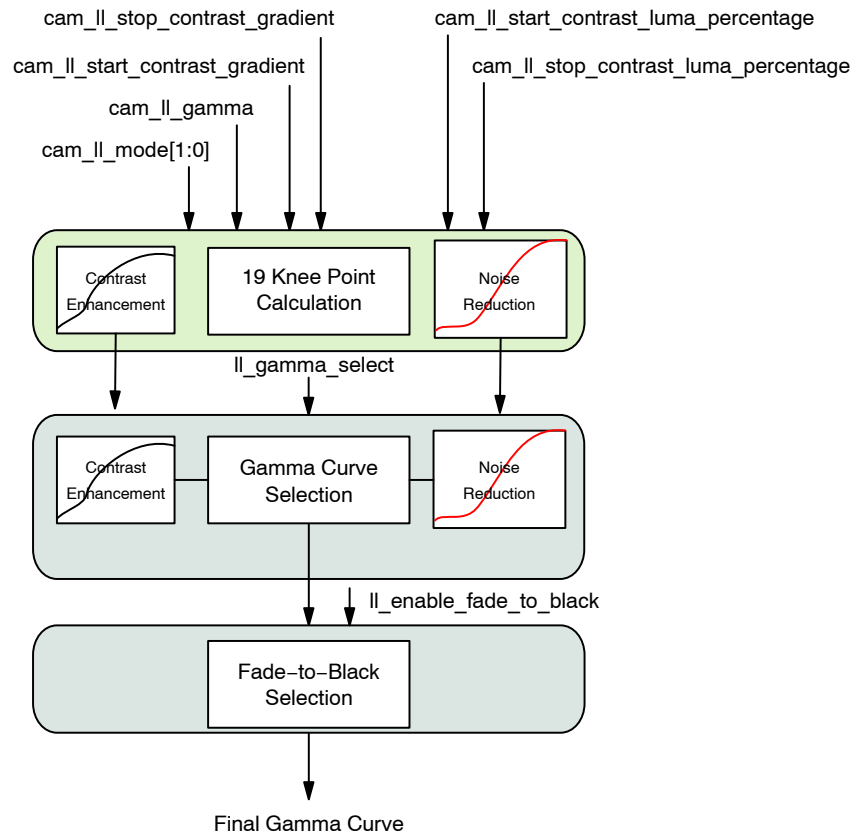 cam_ll_stop_contrast_gradient
cam_ll_start_contrast_luma_percentage
cam_ll_start_contrast_gradient
cam_ll_stop_contrast_luma_percentage
cam_ll_gamma
cam_ll_mode[1:0]
Contrast
Enhancement
19 Knee Point
Calculation
Noise
Reduction
ll_gamma_select
Contrast
Enhancement
Gamma Curve
Selection
Noise
Reduction
ll_enable_fade_to_black
Fade−to−Black
Selection
Final Gamma Curve